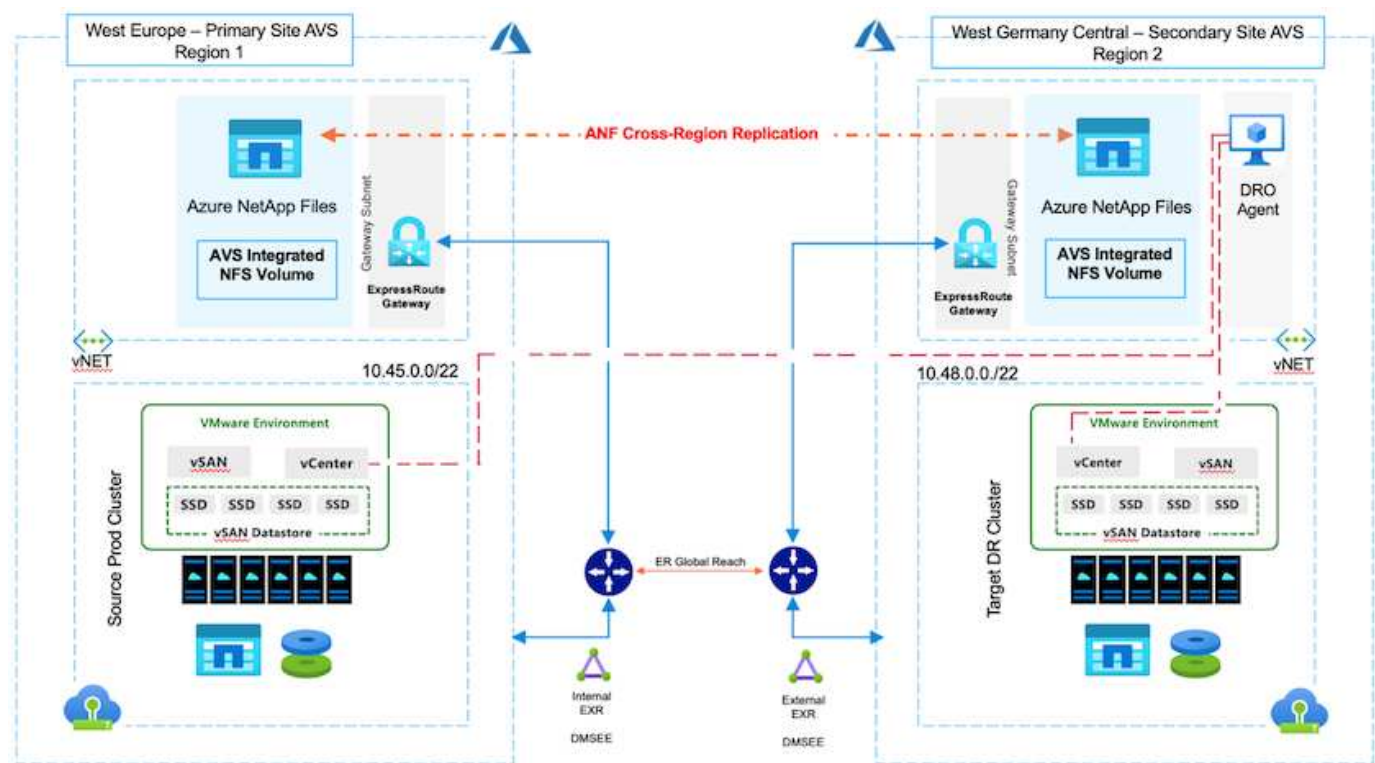 West Europe – Primary Site AVS
Region 1
West Germany Central – Secondary Site AVS
Region 2
ANF Cross-Region Replication
Azure NetApp Files
AVS Integrated
NFS Volume
Gateway Subnet
ExpressRoute
Gateway
vNET
10.45.0.0/22
Gateway Subnet
ExpressRoute
Gateway
Azure NetApp Files
AVS Integrated
NFS Volume
DRO
Agent
vNET
10.48.0.0./22
Source Prod Cluster
VMware Environment
vSAN
vCenter
SSD
SSD
SSD
SSD
vSAN Datastore
ER Global Reach
Internal
EXR
DMSEE
External
EXR
DMSEE
Target DR Cluster
VMware Environment
vCenter
vSAN
SSD
SSD
SSD
SSD
vSAN Datastore